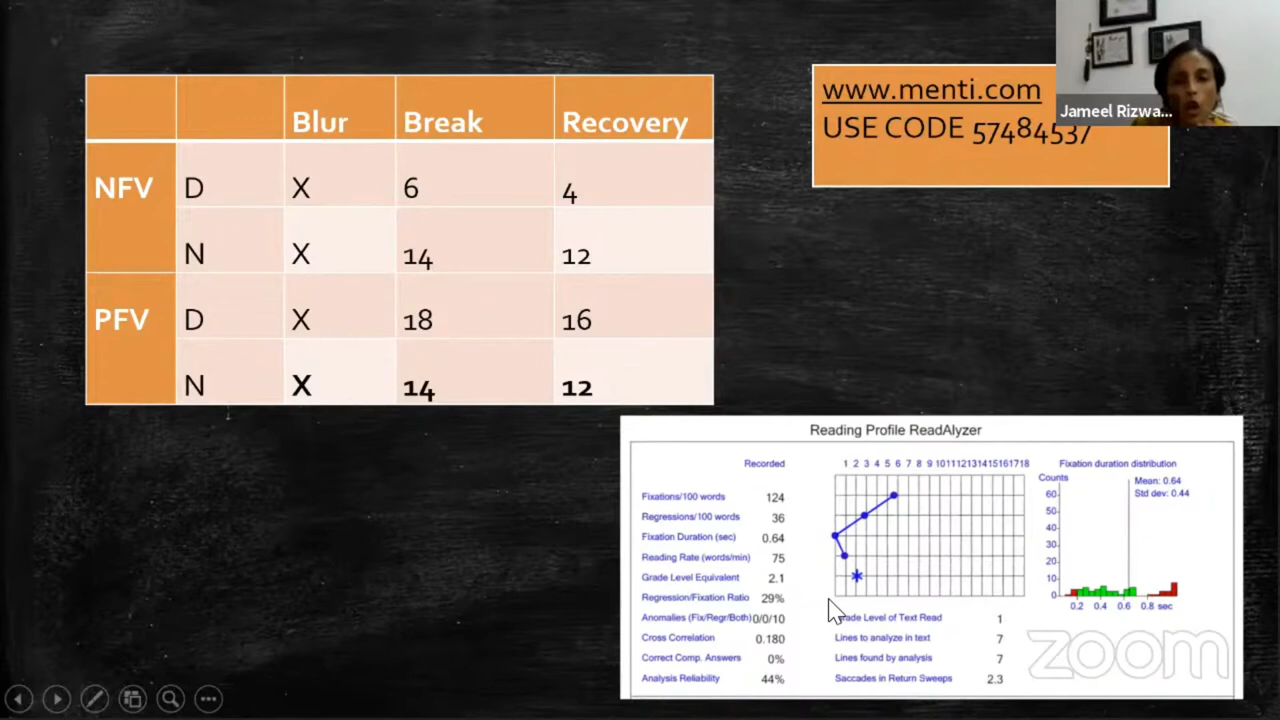 Blur Break Recovery
NFV D X 6 4
N X 14 12
PFV D X 18 16
N X 14 12
www.menti.com
USE CODE 57484537
Jameel Rizwa...
Reading Profile ReadAlyzer
Recorded
Fixations/100 words 124
Regressions/100 words 36
Fixation Duration (sec) 0.64
Reading Rate (words/min) 75
Grade Level Equivalent 2.1
Regression/Fixation Ratio 29%
Anomalies (Fix/Regr/Both) 0/0/10
Cross Correlation 0.180
Correct Comp. Answers 0%
Analysis Reliability 44%
1 2 3 4 5 6 7 8 9 10 11 12 13 14 15 16 17 18
Grade Level of Text Read 1
Lines to analyze in text 7
Lines found by analysis 7
Saccades in Return Sweeps 2.3
Fixation duration distribution
Counts
Mean: 0.64
Std dev: 0.44
60
50
40
30
20
10
0
0.2 0.4 0.6 0.8 sec
zoom